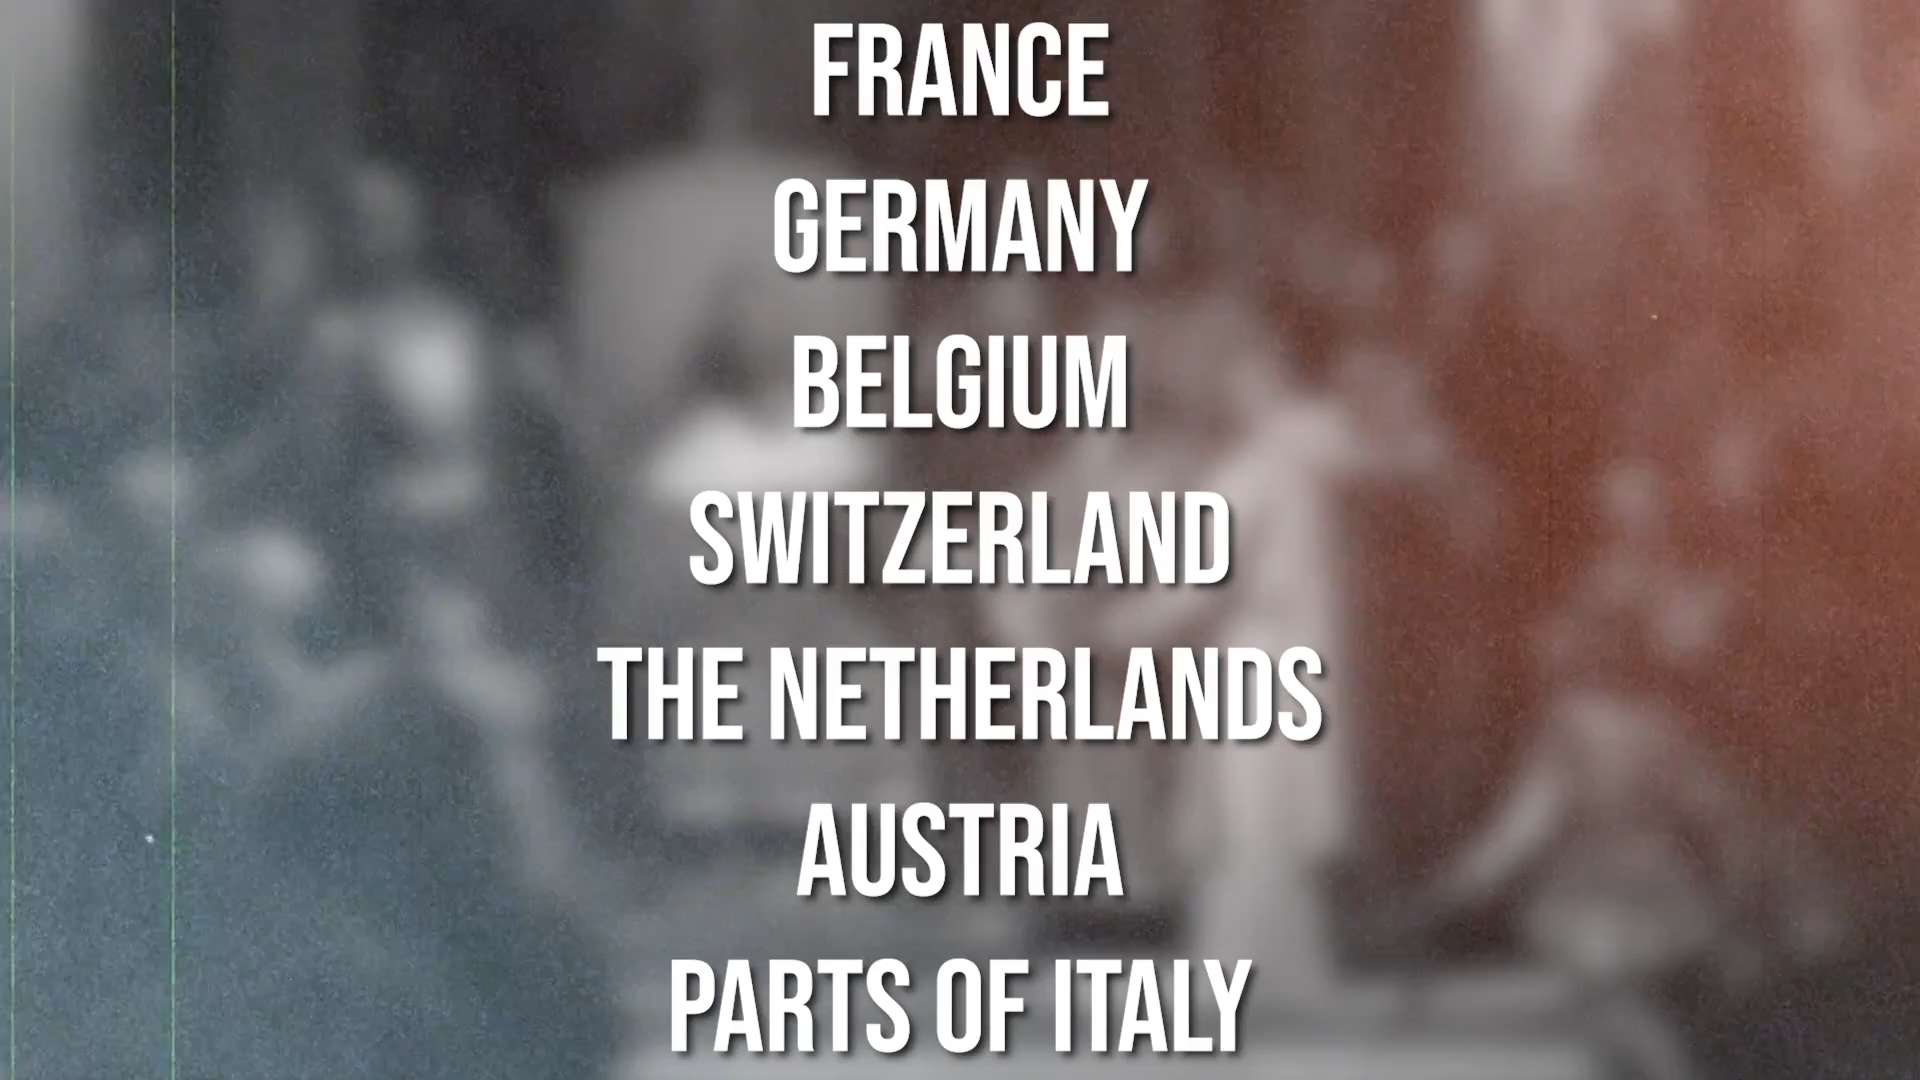 FRANCE
GERMANY
BELGIUM
SWITZERLAND
THE NETHERLANDS
AUSTRIA
PARTS OF ITALY